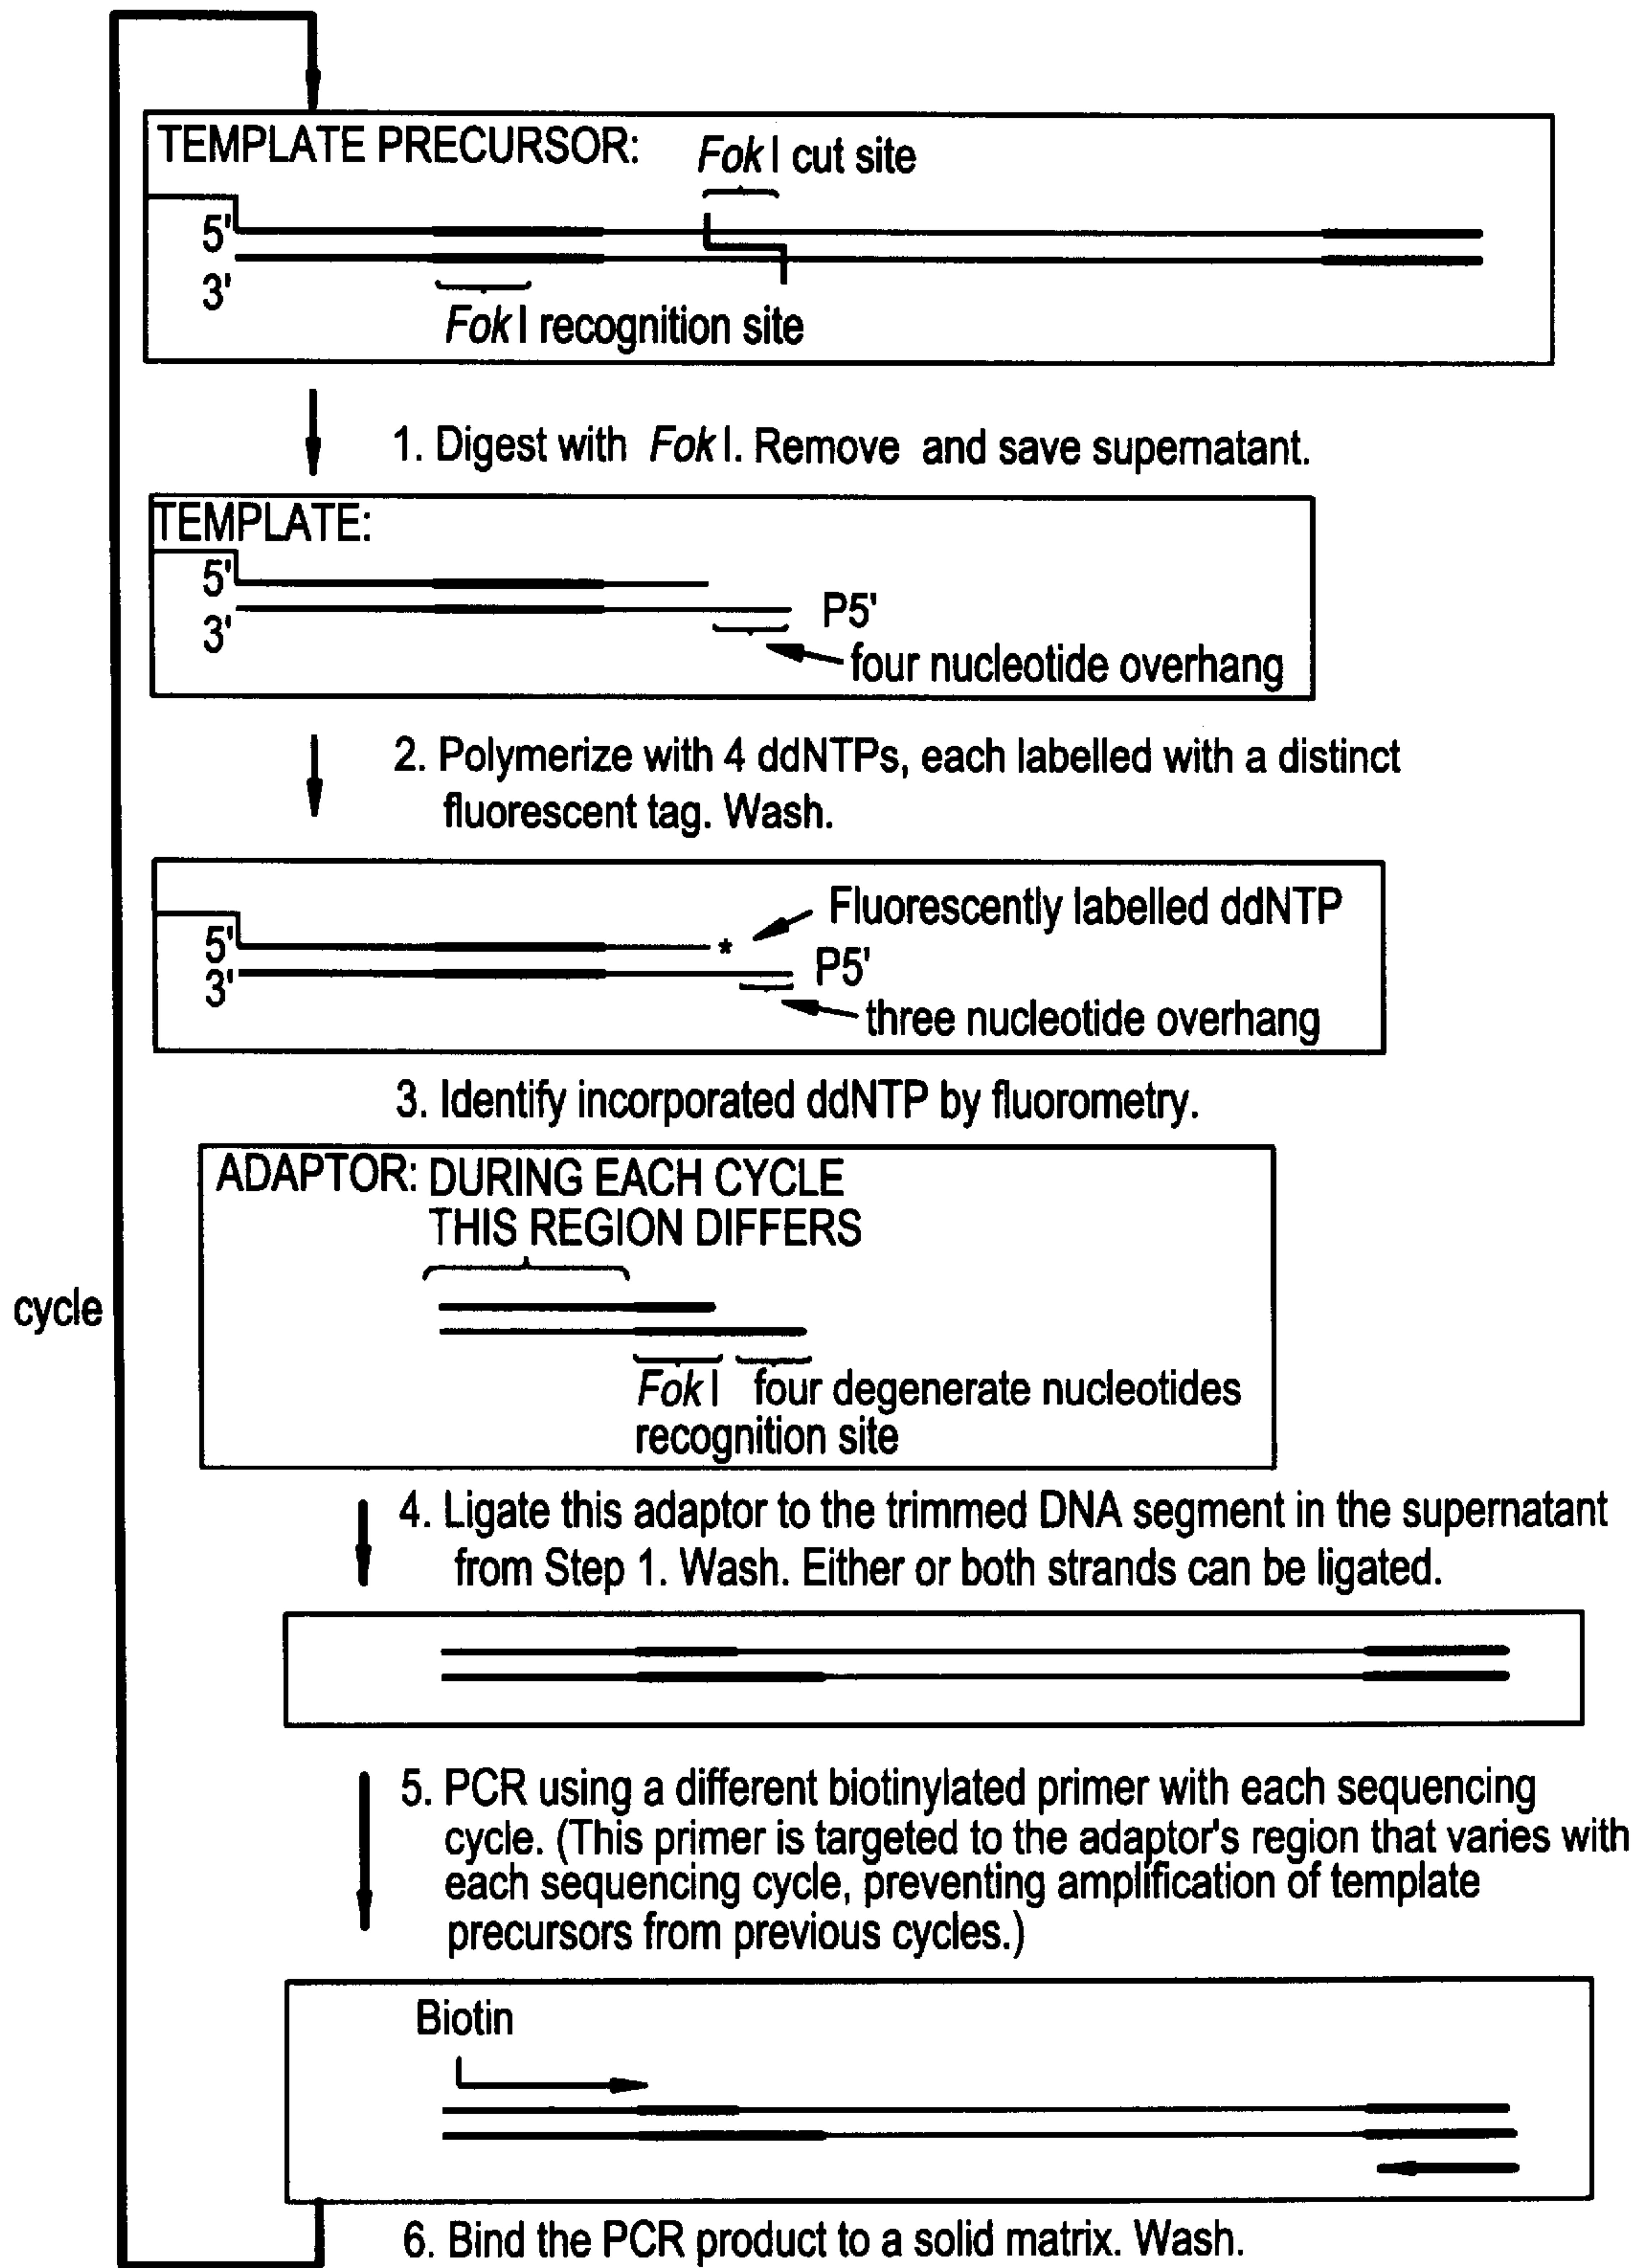 TEMPLATE PRECURSOR:
FokI cut site
5'
3'
FokI recognition site
1. Digest with FokI. Remove and save supernatant.
TEMPLATE:
5'
P5'
3'
four nucleotide overhang
2. Polymerize with 4 ddNTPs, each labelled with a distinct
fluorescent tag. Wash.
Fluorescently labelled ddNTP
5'
*
P5'
3'
three nucleotide overhang
3. Identify incorporated ddNTP by fluorometry.
ADAPTOR: DURING EACH CYCLE
THIS REGION DIFFERS
cycle
FokI four degenerate nucleotides
recognition site
4. Ligate this adaptor to the trimmed DNA segment in the supernatant
from Step 1. Wash. Either or both strands can be ligated.
5. PCR using a different biotinylated primer with each sequencing
cycle. (This primer is targeted to the adaptor's region that varies with
each sequencing cycle, preventing amplification of template
precursors from previous cycles.)
Biotin
6. Bind the PCR product to a solid matrix. Wash.